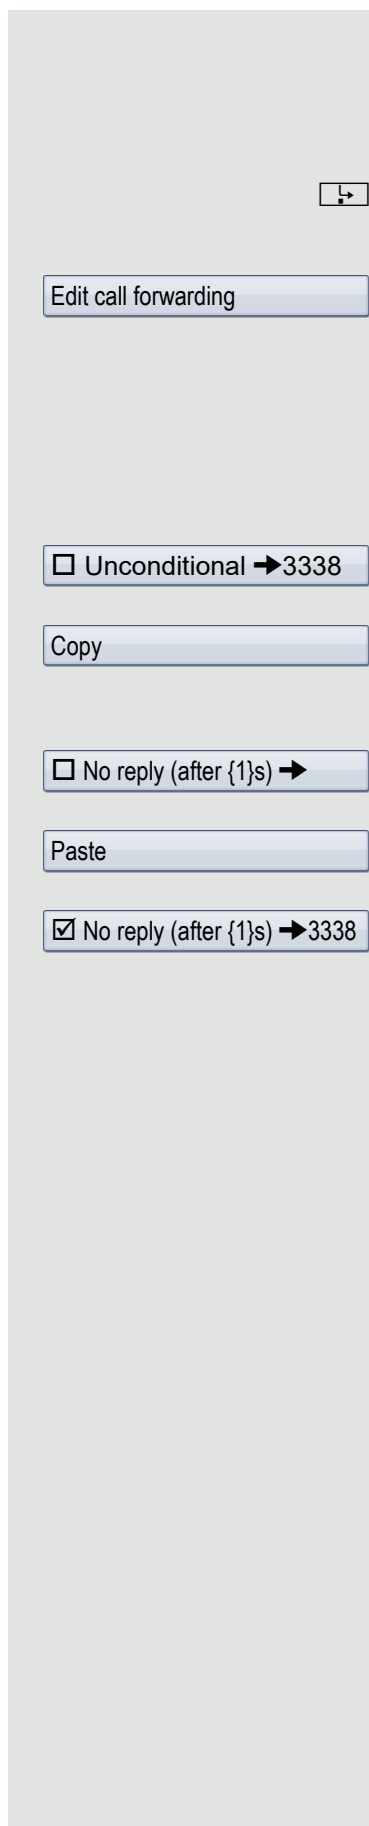 Edit call forwarding
☐ Unconditional 🡪3338
Copy
☐ No reply (after {1}s) 🡪
Paste
☑ No reply (after {1}s) 🡪3338